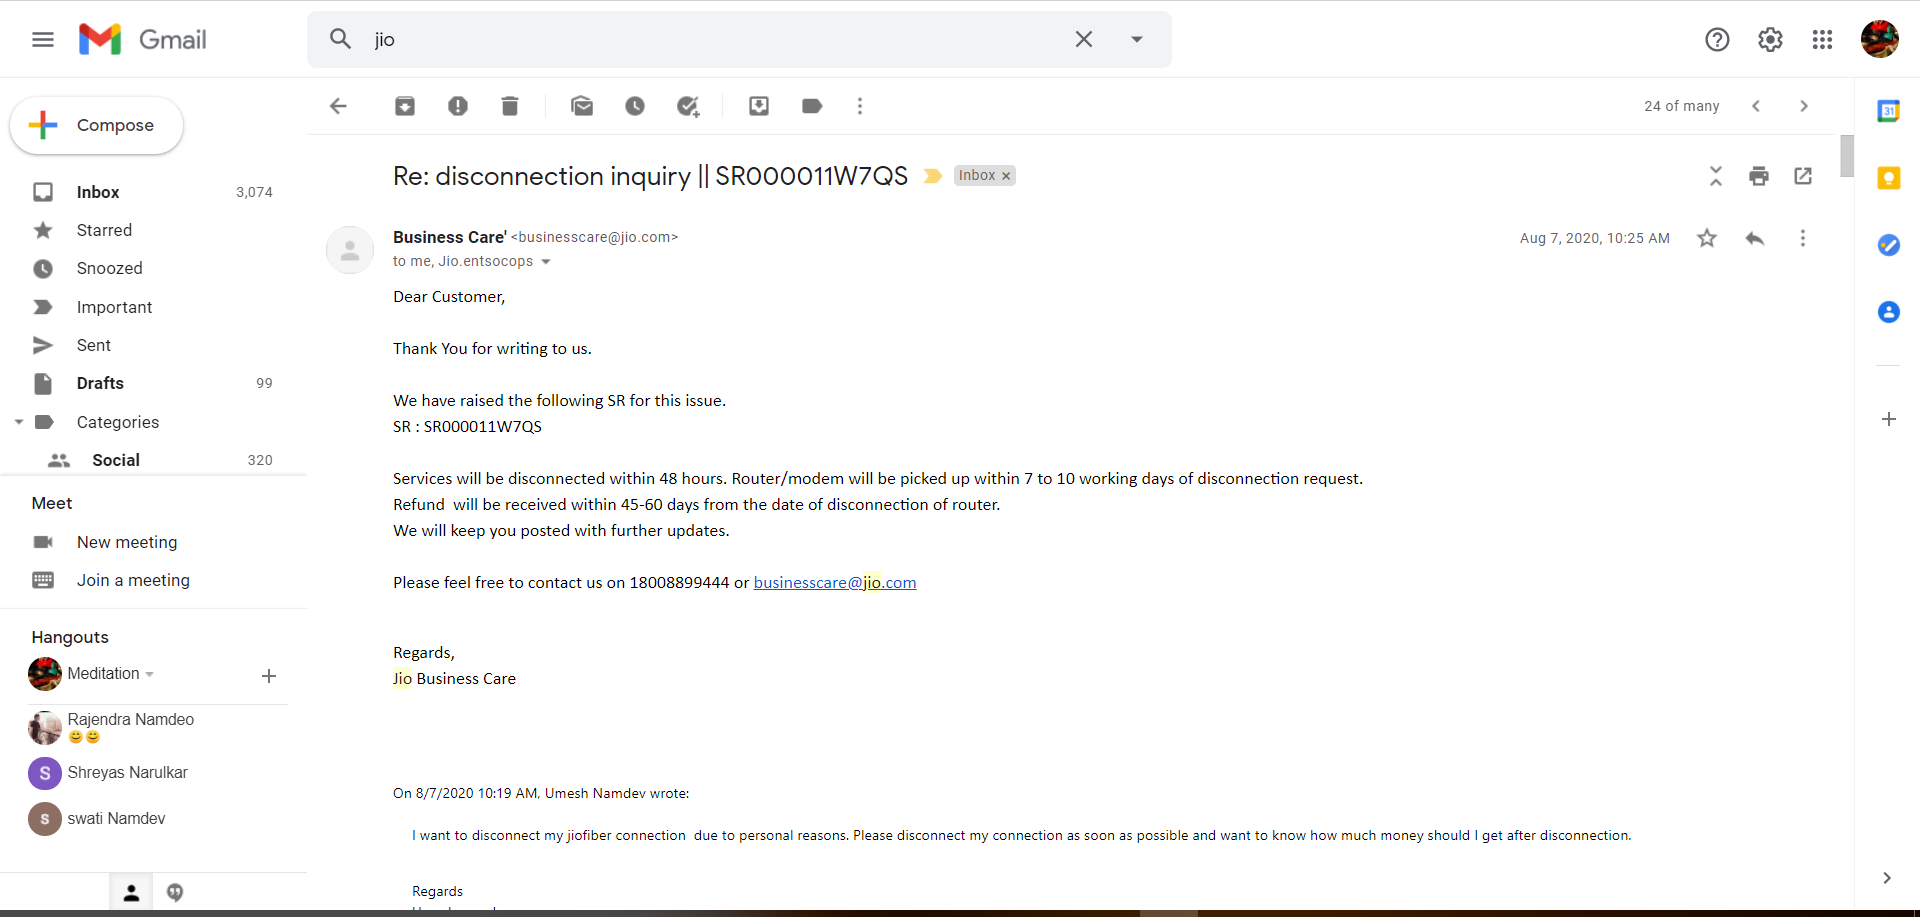 Gmail
jio
Compose
24 of many
31
Inbox 3,074
Starred
Snoozed
Important
Sent
Drafts 99
Categories
Social 320
Meet
New meeting
Join a meeting
Hangouts
Meditation
Rajendra Namdeo
😊😊
S Shreyas Narulkar
s swati Namdev
Re: disconnection inquiry || SR000011W7QS Inbox ×
Business Care' <businesscare@jio.com> Aug 7, 2020, 10:25 AM
to me, Jio.entsocops
Dear Customer,
Thank You for writing to us.
We have raised the following SR for this issue.
SR : SR000011W7QS
Services will be disconnected within 48 hours. Router/modem will be picked up within 7 to 10 working days of disconnection request.
Refund  will be received within 45-60 days from the date of disconnection of router.
We will keep you posted with further updates.
Please feel free to contact us on 18008899444 or businesscare@jio.com
Regards,
Jio Business Care
On 8/7/2020 10:19 AM, Umesh Namdev wrote:
I want to disconnect my jiofiber connection  due to personal reasons. Please disconnect my connection as soon as possible and want to know how much money should I get after disconnection.
Regards